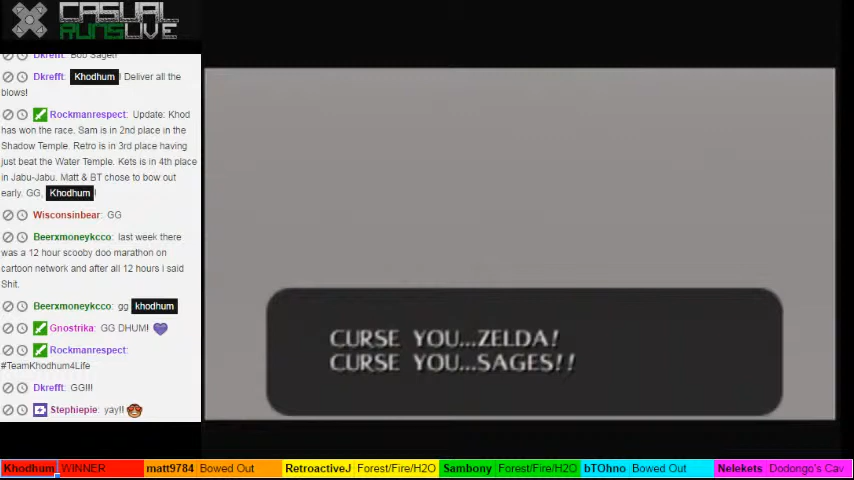 CASUAL
RUNSLIVE
Dkrefft: Boo Sage!!
Dkrefft: Khodhum ! Deliver all the
blows!
Rockmanrespect: Update: Khod
has won the race. Sam is in 2nd place in the
Shadow Temple. Retro is in 3rd place having
just beat the Water Temple. Kets is in 4th place
in Jabu-Jabu. Matt & BT chose to bow out
early. GG, Khodhum !
Wisconsinbear: GG
Beerxmoneykcco: last week there
was a 12 hour scooby doo marathon on
cartoon network and after all 12 hours i said
Shit.
Beerxmoneykcco: gg khodhum
Gnostrika: GG DHUM!
Rockmanrespect:
#TeamKhodhum4Life
Dkrefft: GG!!!
Stephiepie: yay!!
CURSE YOU...ZELDA!
CURSE YOU...SAGES!!
Khodhum WINNER matt9784 Bowed Out RetroactiveJ Forest/Fire/H2O Sambony Forest/Fire/H2O bTOhno Bowed Out Nelekets Dodongo's Cav